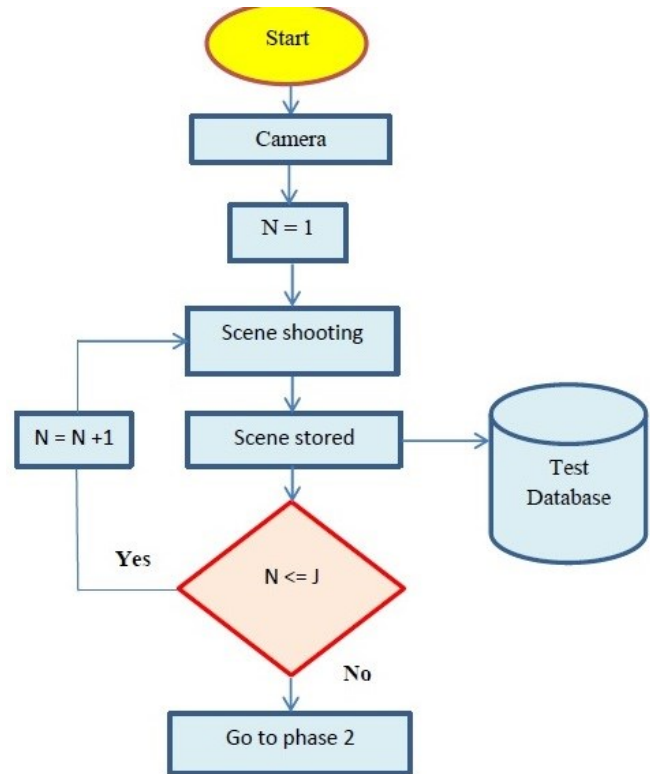 Start
Camera
N = 1
Scene shooting
N = N +1
Scene stored
Test
Database
Yes
N <= J
No
Go to phase 2